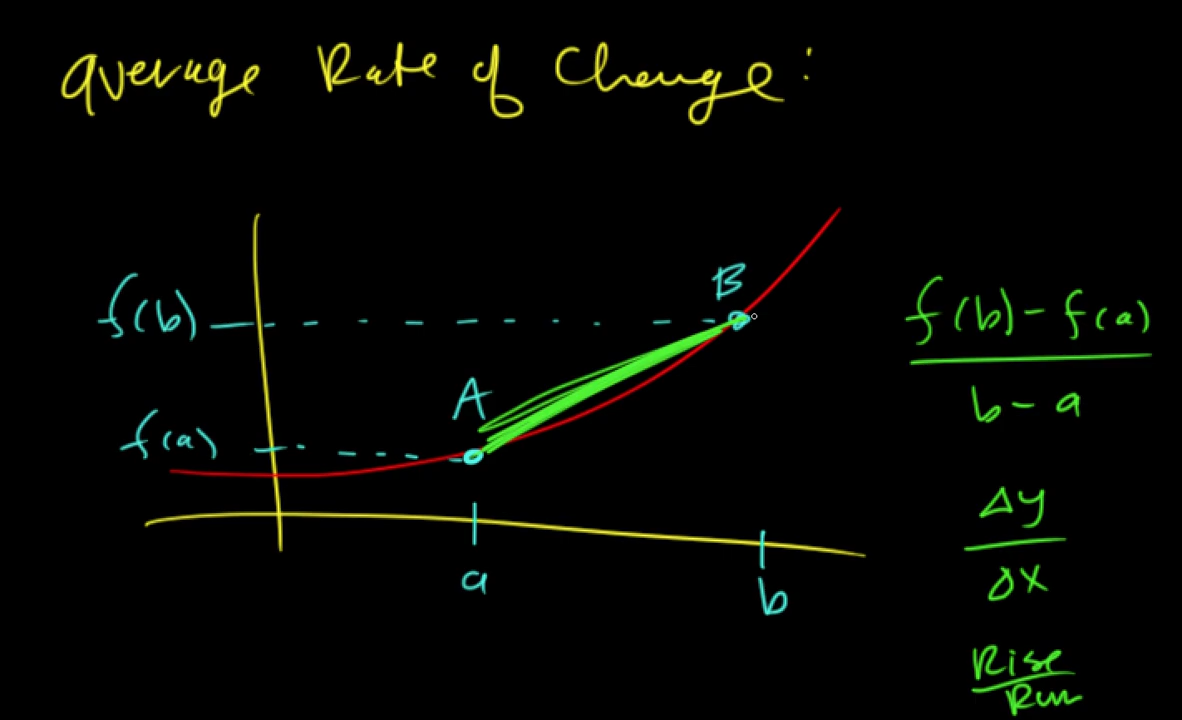 Average Rate of Change:
B
f(b)
f(b) - f(a)
b - a
A
f(a)
Δy
Δx
a
b
Rise
Run